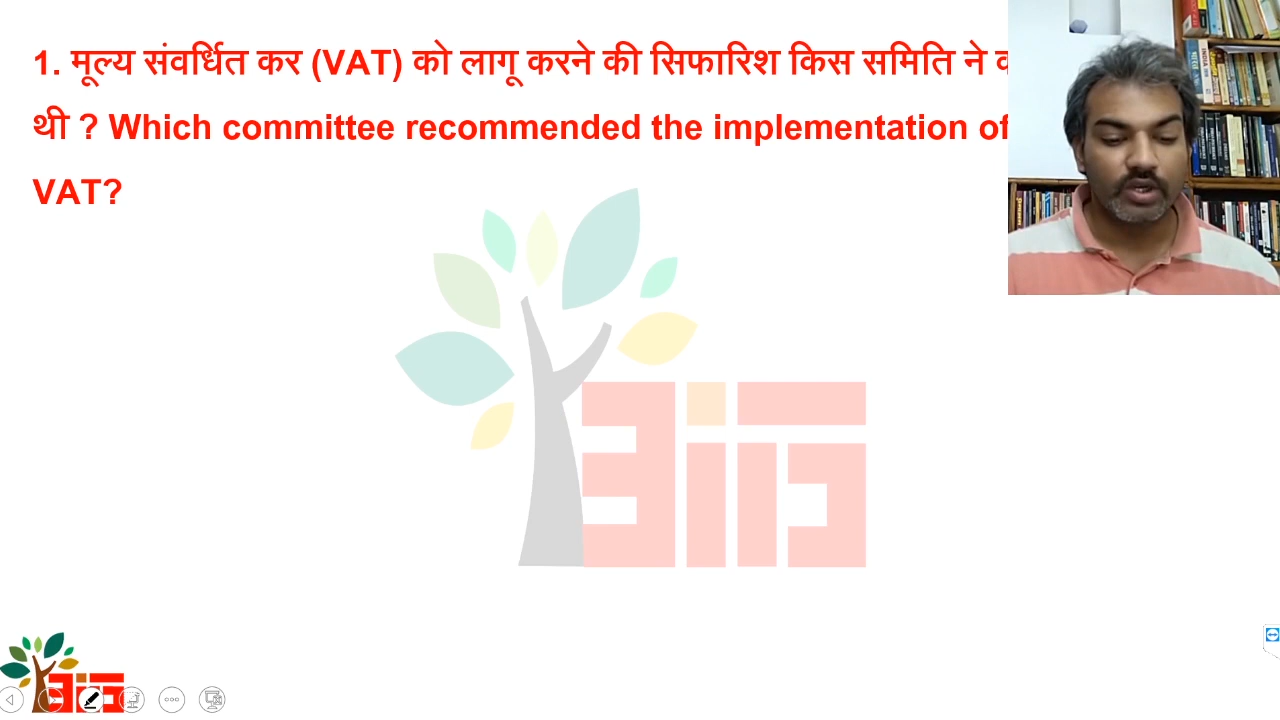 1. मूल्य संवर्धित कर (VAT) को लागू करने की सिफारिश किस समिति ने
थी ? Which committee recommended the implementation of
VAT?